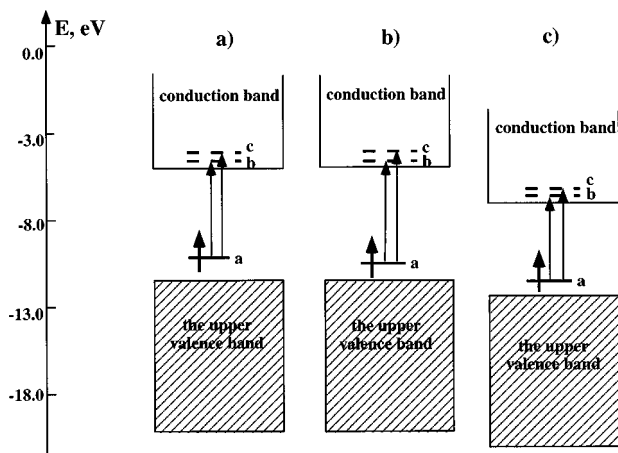 E, eV
0.0
-3.0
-8.0
-13.0
-18.0
a)
conduction band
c
b
a
the upper
valence band
b)
conduction band
c
b
a
the upper
valence band
c)
conduction band
c
b
a
the upper
valence band